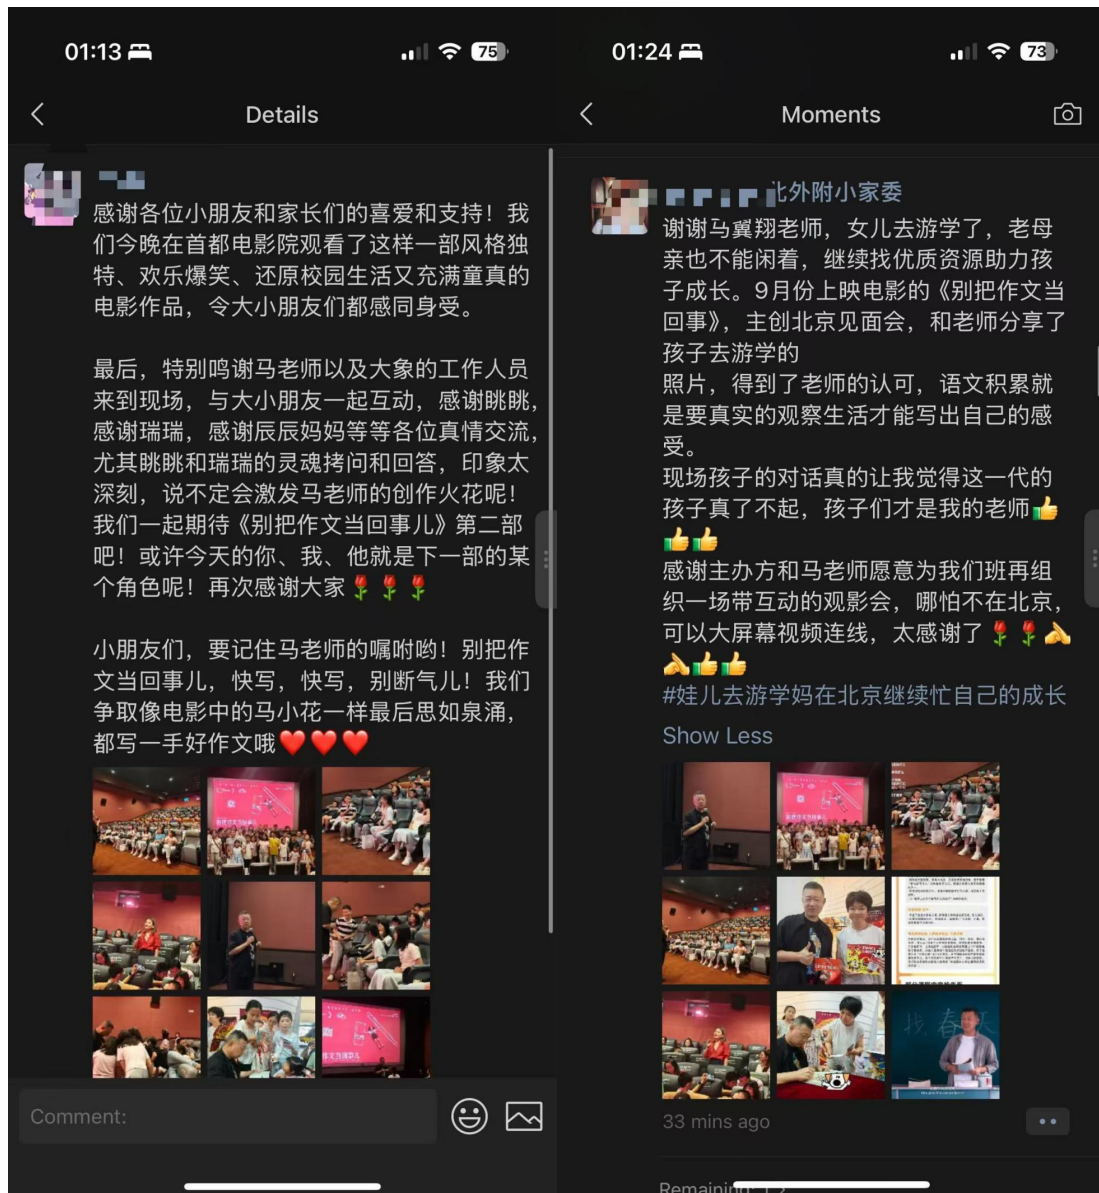 01:13
75
Details
感谢各位小朋友和家长们的喜爱和支持！我
们今晚在首都电影院观看了这样一部风格独
特、欢乐爆笑、还原校园生活又充满童真的
电影作品，令大小朋友们都感同身受。
最后，特别鸣谢马老师以及大象的工作人员
来到现场，与大小朋友一起互动，感谢眺眺，
感谢瑞瑞，感谢辰辰妈妈等等各位真情交流，
尤其眺眺和瑞瑞的灵魂拷问和回答，印象太
深刻，说不定会激发马老师的创作火花呢！
我们一起期待《别把作文当回事儿》第二部
吧！或许今天的你、我、他就是下一部的某
个角色呢！再次感谢大家🌹🌹🌹
小朋友们，要记住马老师的嘱咐哟！别把作
文当回事儿，快写，快写，别断气儿！我们
争取像电影中的马小花一样最后思如泉涌，
都写一手好作文哦❤️❤️❤️
Comment:
01:24
73
Moments
北外附小家委
谢谢马冀翔老师，女儿去游学了，老母
亲也不能闲着，继续找优质资源助力孩
子成长。9月份上映电影的《别把作文当
回事》，主创北京见面会，和老师分享了
孩子去游学的
照片，得到了老师的认可，语文积累就
是要真实的观察生活才能写出自己的感
受。
现场孩子的对话真的让我觉得这一代的
孩子真了不起，孩子们才是我的老师👍
👍👍
感谢主办方和马老师愿意为我们班再组
织一场带互动的观影会，哪怕不在北京，
可以大屏幕视频连线，太感谢了🌹🌹🙏
🙏👍👍
#娃儿去游学妈在北京继续忙自己的成长
Show Less
找春天
33 mins ago
Remaining: